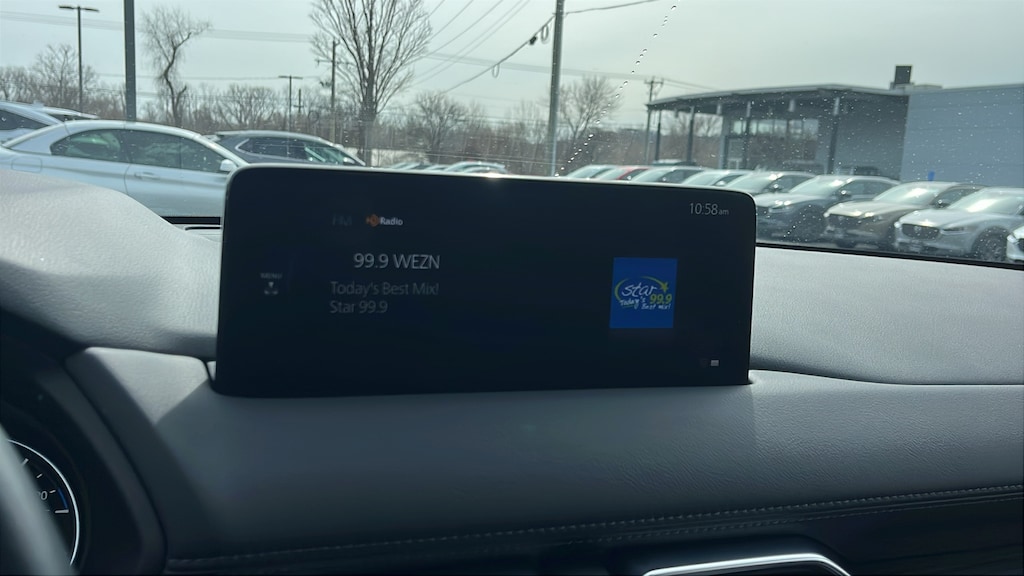 HD Radio
10:58am
99.9 WEZN
MENU
Today's Best Mix!
Star 99.9
star
99.9
Today's Best Mix!